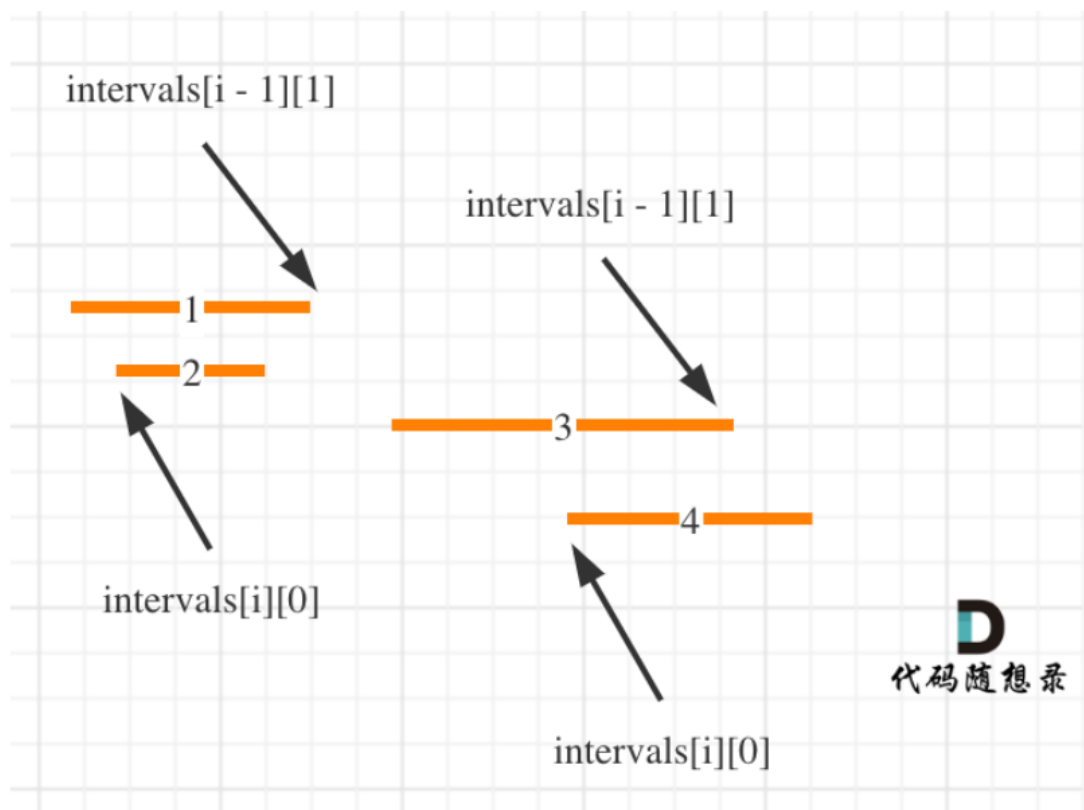 intervals[i - 1][1]
intervals[i - 1][1]
1
2
3
4
intervals[i][0]
intervals[i][0]
代码随想录